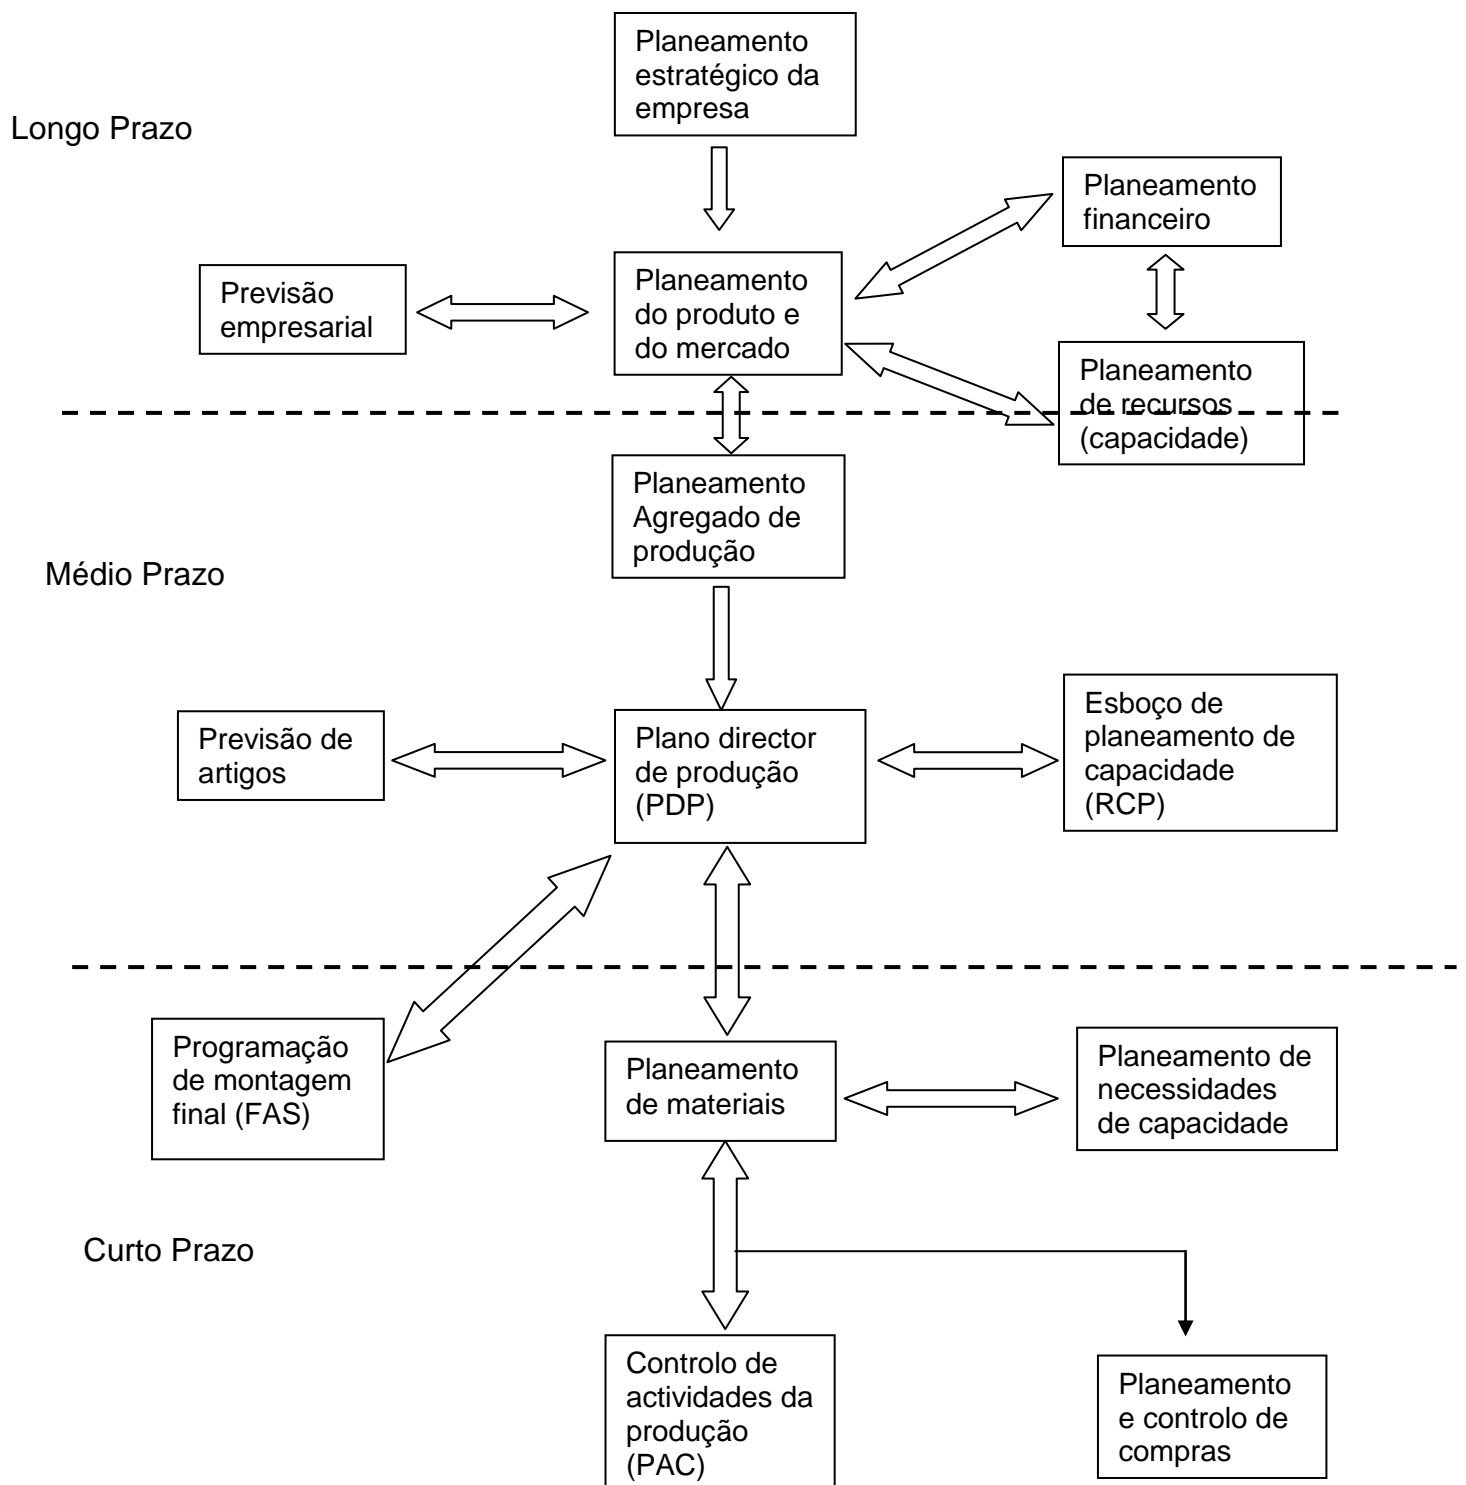 Planeamento
estratégico da
empresa
Longo Prazo
Planeamento
financeiro
Previsão
empresarial
Planeamento
do produto e
do mercado
Planeamento
de recursos
(capacidade)
Planeamento
Agregado de
produção
Médio Prazo
Previsão de
artigos
Plano director
de produção
(PDP)
Esboço de
planeamento de
capacidade
(RCP)
Programação
de montagem
final (FAS)
Planeamento
de materiais
Planeamento de
necessidades
de capacidade
Curto Prazo
Controlo de
actividades da
produção
(PAC)
Planeamento
e controlo de
compras